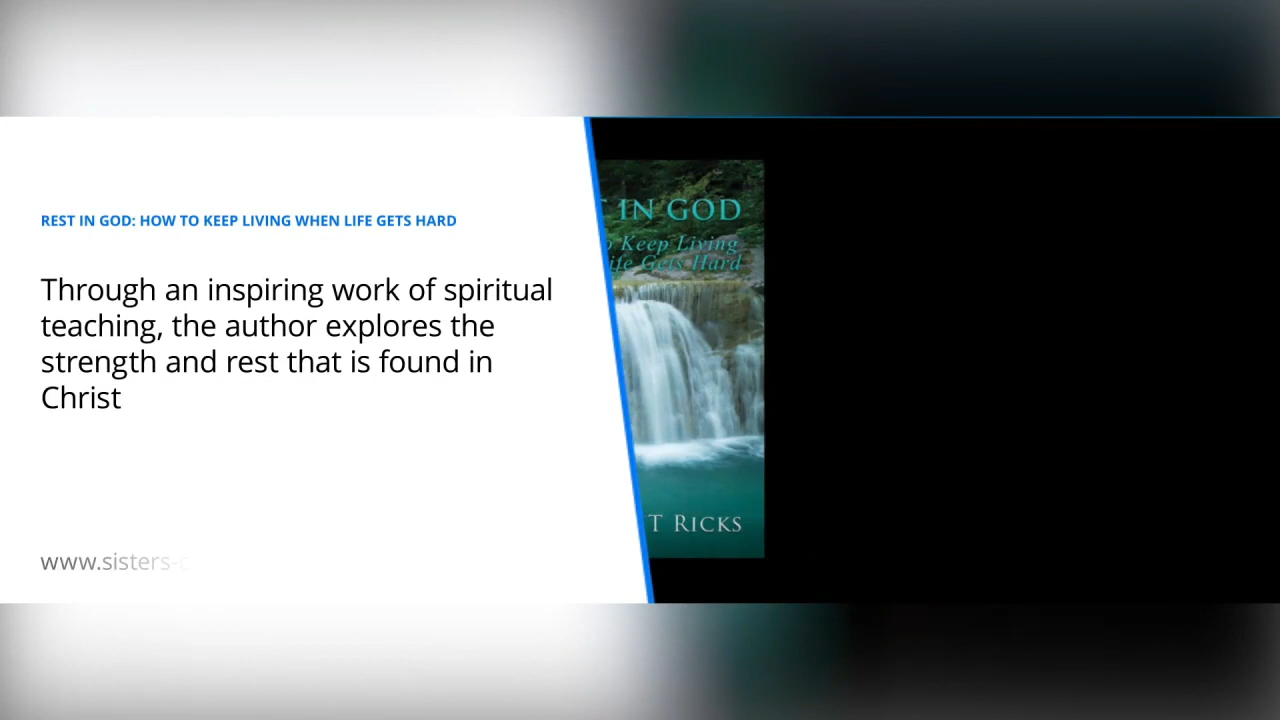 REST IN GOD: HOW TO KEEP LIVING WHEN LIFE GETS HARD
Through an inspiring work of spiritual
teaching, the author explores the
strength and rest that is found in
Christ
www.sisters-
IN GOD
Keep Living
Gets Hard
T RICKS